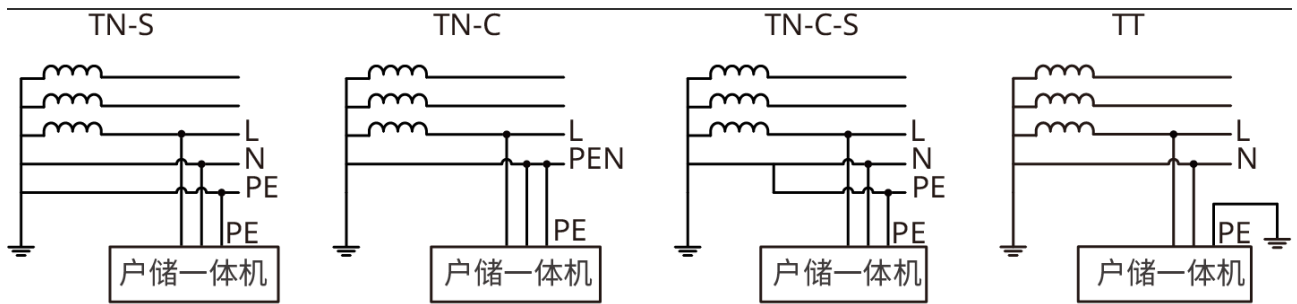 TN-S TN-C TN-C-S TT
L L L L
N PEN N N
PE PE
PE PE PE PE
户储一体机 户储一体机 户储一体机 户储一体机